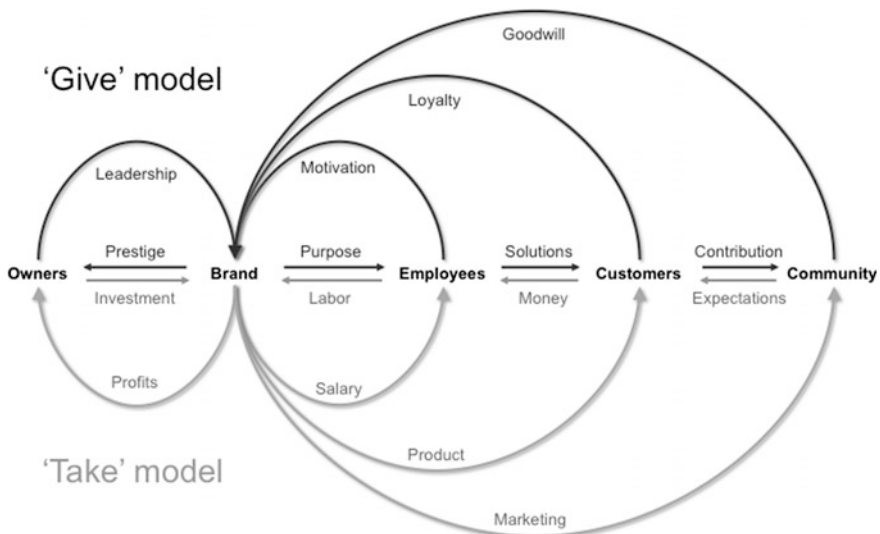 Goodwill
'Give' model
Loyalty
Leadership
Motivation
Prestige
Purpose
Solutions
Contribution
Owners
Brand
Employees
Customers
Community
Investment
Labor
Money
Expectations
Profits
Salary
Product
'Take' model
Marketing